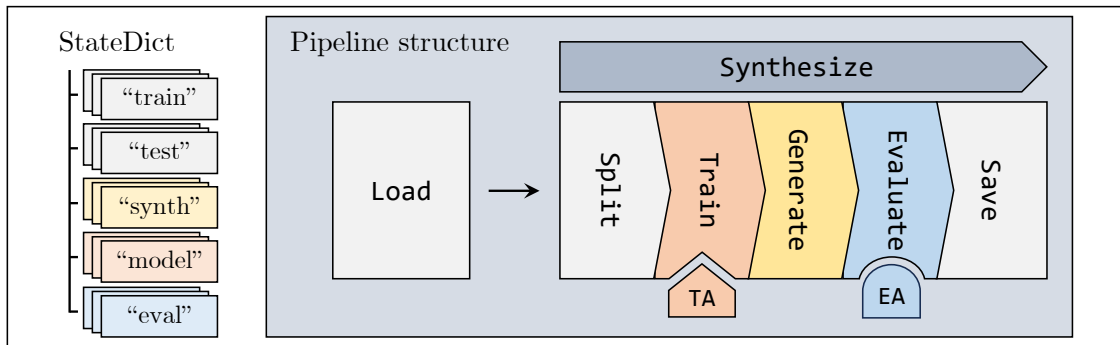 StateDict
“train”
“test”
“synth”
“model”
“eval”
Pipeline structure
Load
Synthesize
Split
Train
Generate
Evaluate
Save
TA
EA